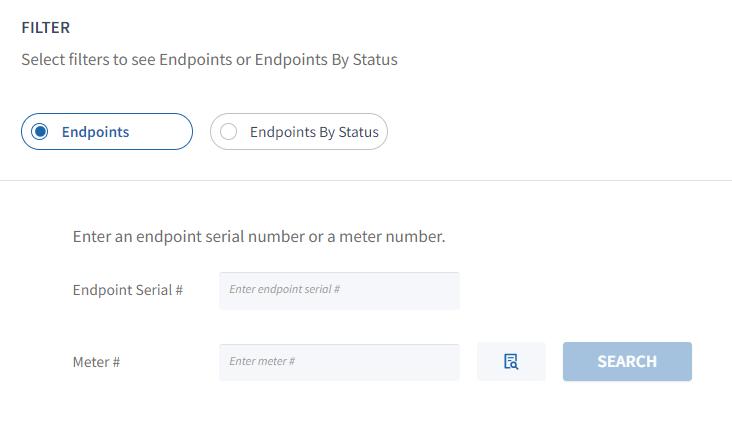 FILTER
Select filters to see Endpoints or Endpoints By Status
Endpoints
Endpoints By Status
Enter an endpoint serial number or a meter number.
Endpoint Serial #
Enter endpoint serial #
Meter #
Enter meter #
SEARCH